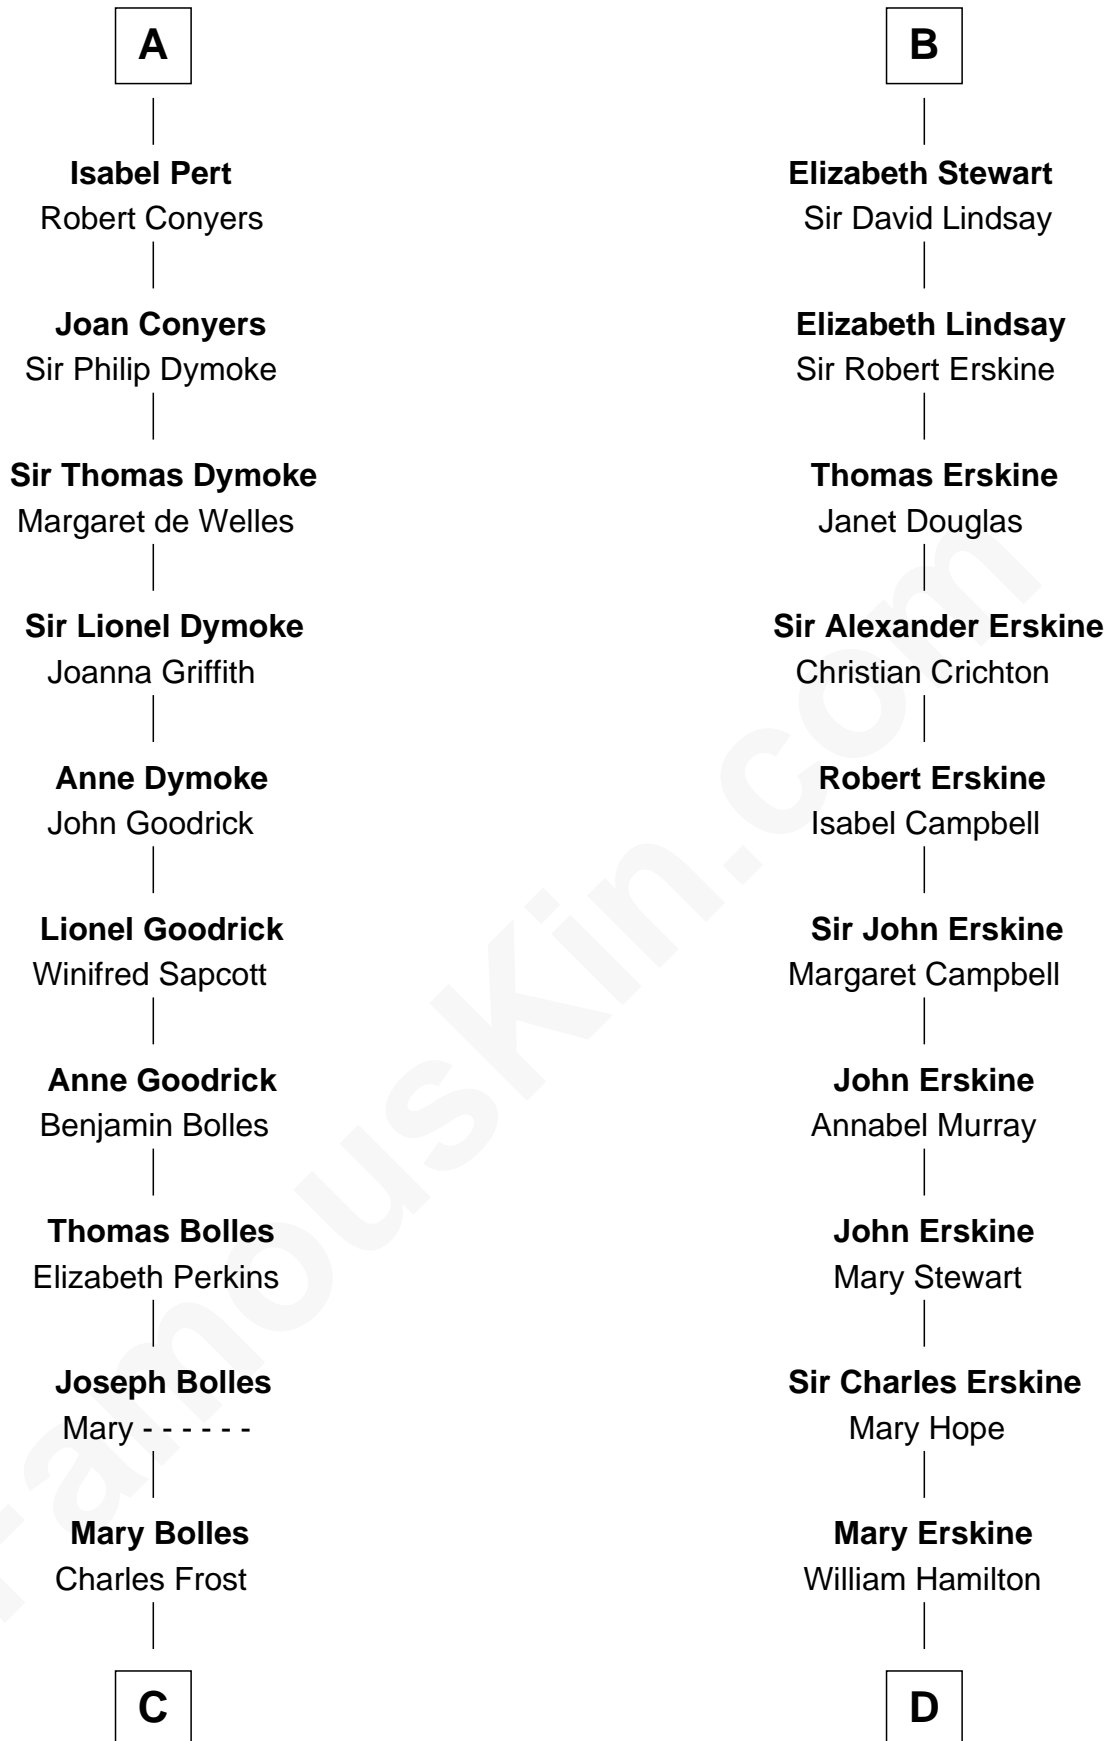 A
Isabel Pert
Robert Conyers
Joan Conyers
Sir Philip Dymoke
Sir Thomas Dymoke
Margaret de Welles
Sir Lionel Dymoke
Joanna Griffith
Anne Dymoke
John Goodrick
Lionel Goodrick
Winifred Sapcott
Anne Goodrick
Benjamin Bolles
Thomas Bolles
Elizabeth Perkins
Joseph Bolles
Mary - - - - - -
Mary Bolles
Charles Frost
C
B
Elizabeth Stewart
Sir David Lindsay
Elizabeth Lindsay
Sir Robert Erskine
Thomas Erskine
Janet Douglas
Sir Alexander Erskine
Christian Crichton
Robert Erskine
Isabel Campbell
Sir John Erskine
Margaret Campbell
John Erskine
Annabel Murray
John Erskine
Mary Stewart
Sir Charles Erskine
Mary Hope
Mary Erskine
William Hamilton
D
FamousKin.com